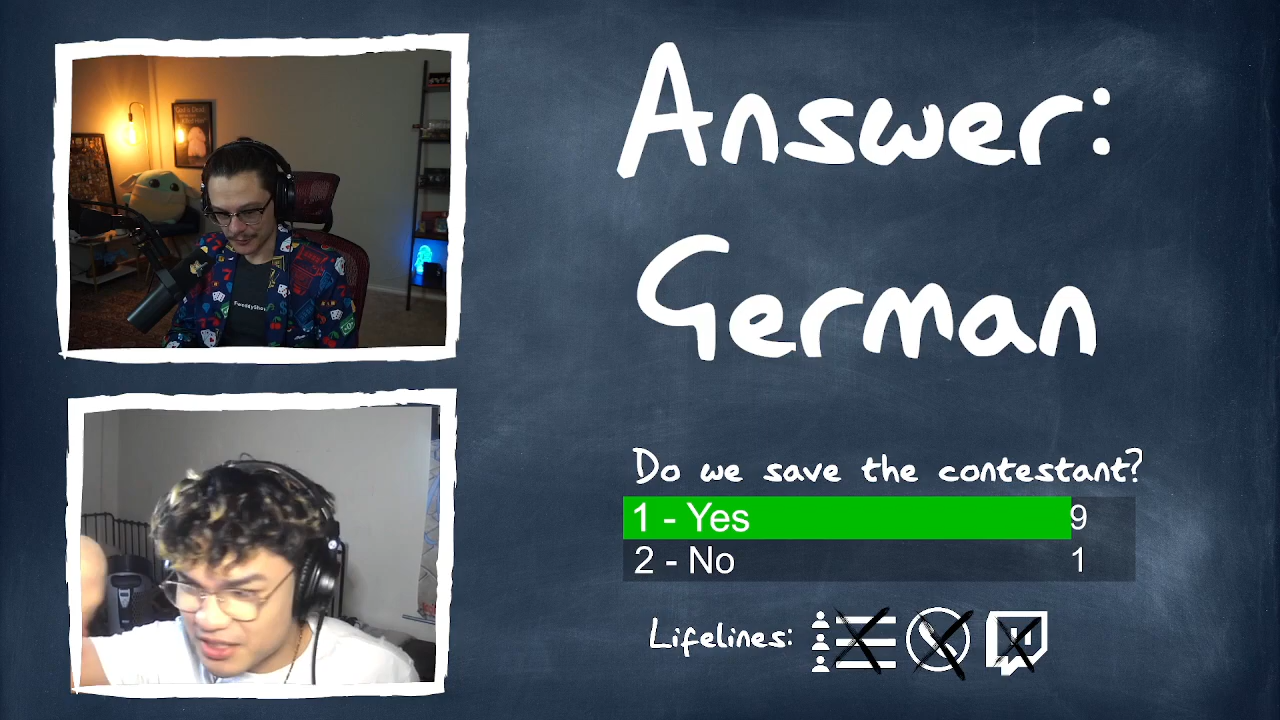 Answer:
German
Do we save the contestant?
1 - Yes 9
2 - No 1
Lifelines: